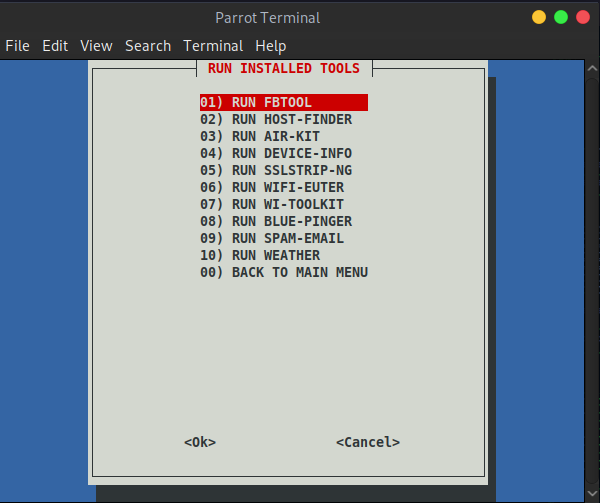 Parrot Terminal
File Edit View Search Terminal Help
RUN INSTALLED TOOLS
01) RUN FBTOOL
02) RUN HOST-FINDER
03) RUN AIR-KIT
04) RUN DEVICE-INFO
05) RUN SSLSTRIP-NG
06) RUN WIFI-EUTER
07) RUN WI-TOOLKIT
08) RUN BLUE-PINGER
09) RUN SPAM-EMAIL
10) RUN WEATHER
00) BACK TO MAIN MENU
<Ok> <Cancel>